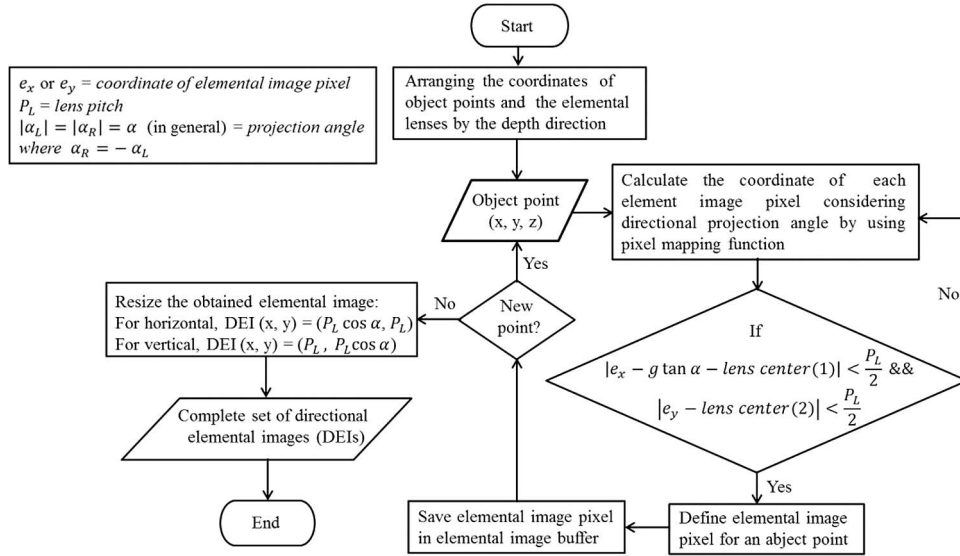 Start
e_x or e_y = coordinate of elemental image pixel
P_L = lens pitch
|α_L| = |α_R| = α (in general) = projection angle
where α_R = − α_L
Arranging the coordinates of
object points and the elemental
lenses by the depth direction
Object point
(x, y, z)
Calculate the coordinate of each
element image pixel considering
directional projection angle by using
pixel mapping function
Yes
No
New
point?
No
Resize the obtained elemental image:
For horizontal, DEI (x, y) = (P_L cos α, P_L)
For vertical, DEI (x, y) = (P_L , P_L cos α)
If
|e_x − g tan α − lens center(1)| < P_L/2 &&
|e_y − lens center(2)| < P_L/2
Complete set of directional
elemental images (DEIs)
Yes
End
Save elemental image pixel
in elemental image buffer
Define elemental image
pixel for an abject point